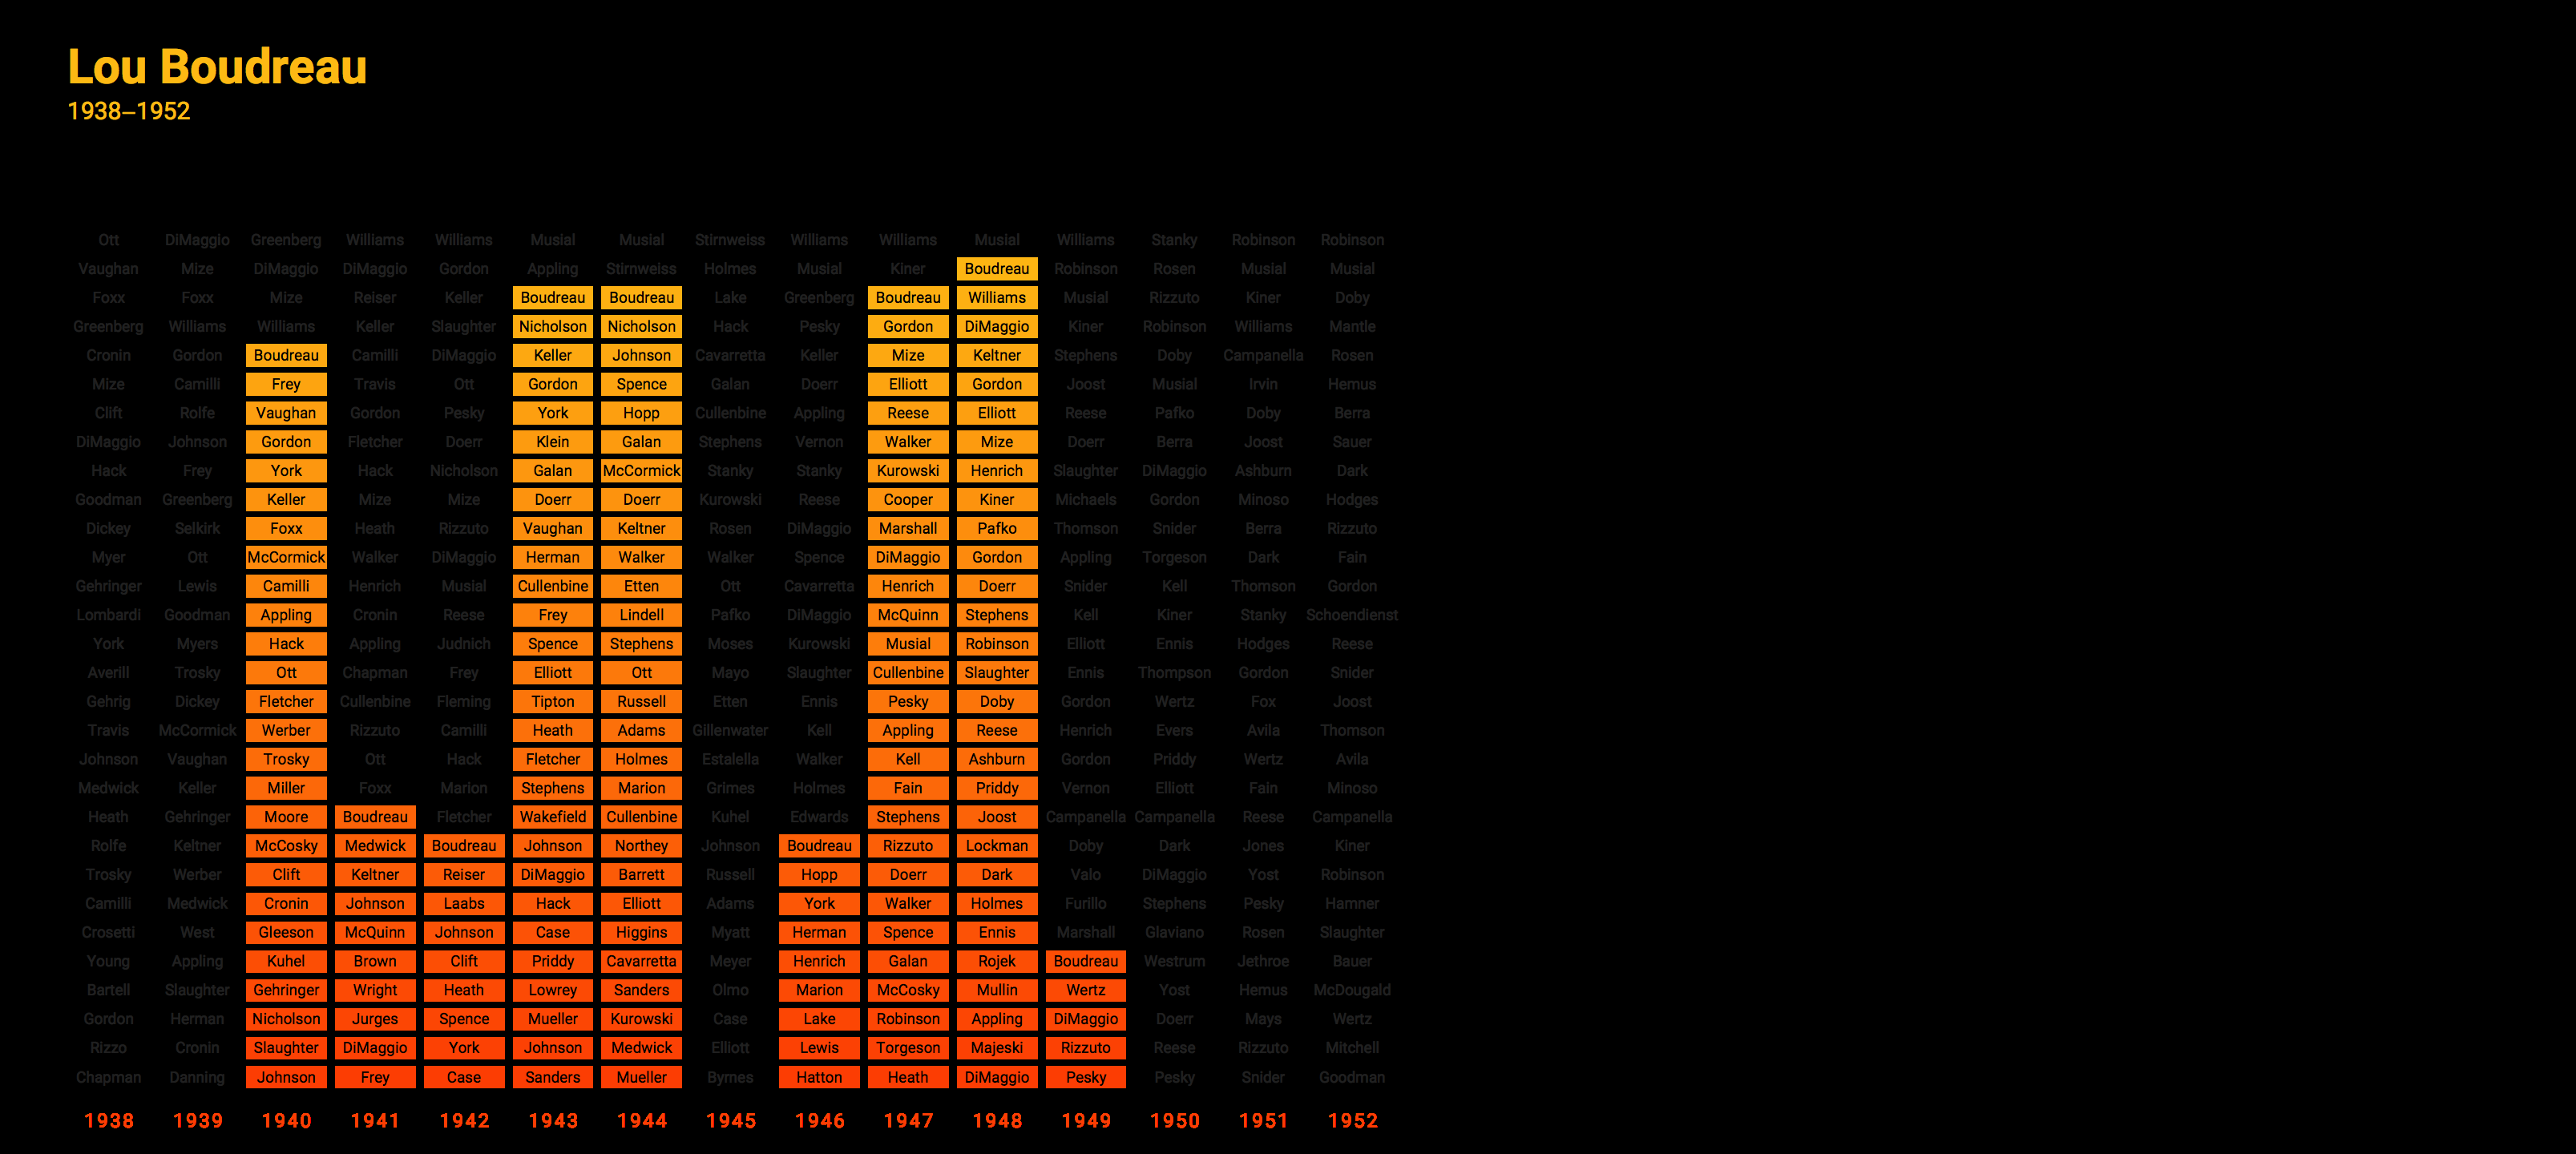 Lou Boudreau
1938–1952
Ott DiMaggio Greenberg Williams Williams Musial Musial Stirnweiss Williams Williams Musial Williams Stanky Robinson Robinson
Vaughan Mize DiMaggio DiMaggio Gordon Appling Stirnweiss Holmes Musial Kiner Boudreau Robinson Rosen Musial Musial
Foxx Foxx Mize Reiser Keller Boudreau Boudreau Lake Greenberg Boudreau Williams Musial Rizzuto Kiner Doby
Greenberg Williams Williams Keller Slaughter Nicholson Nicholson Hack Pesky Gordon DiMaggio Kiner Robinson Williams Mantle
Cronin Gordon Boudreau Camilli DiMaggio Keller Johnson Cavarretta Keller Mize Keltner Stephens Doby Campanella Rosen
Mize Camilli Frey Travis Ott Gordon Spence Galan Doerr Elliott Gordon Joost Musial Irvin Hemus
Clift Rolfe Vaughan Gordon Pesky York Hopp Cullenbine Appling Reese Elliott Reese Pafko Doby Berra
DiMaggio Johnson Gordon Fletcher Doerr Klein Galan Stephens Vernon Walker Mize Doerr Berra Joost Sauer
Hack Frey York Hack Nicholson Galan McCormick Stanky Stanky Kurowski Henrich Slaughter DiMaggio Ashburn Dark
Goodman Greenberg Keller Mize Mize Doerr Doerr Kurowski Reese Cooper Kiner Michaels Gordon Minoso Hodges
Dickey Selkirk Foxx Heath Rizzuto Vaughan Keltner Rosen DiMaggio Marshall Pafko Thomson Snider Berra Rizzuto
Myer Ott McCormick Walker DiMaggio Herman Walker Walker Spence DiMaggio Gordon Appling Torgeson Dark Fain
Gehringer Lewis Camilli Henrich Musial Cullenbine Etten Ott Cavarretta Henrich Doerr Snider Kell Thomson Gordon
Lombardi Goodman Appling Cronin Reese Frey Lindell Pafko DiMaggio McQuinn Stephens Kell Kiner Stanky Schoendienst
York Myers Hack Appling Judnich Spence Stephens Moses Kurowski Musial Robinson Elliott Ennis Hodges Reese
Averill Trosky Ott Chapman Frey Elliott Ott Mayo Slaughter Cullenbine Slaughter Ennis Thompson Gordon Snider
Gehrig Dickey Fletcher Cullenbine Fleming Tipton Russell Etten Ennis Pesky Doby Gordon Wertz Fox Joost
Travis McCormick Werber Rizzuto Camilli Heath Adams Gillenwater Kell Appling Reese Henrich Evers Avila Thomson
Johnson Vaughan Trosky Ott Hack Fletcher Holmes Estalella Walker Kell Ashburn Gordon Priddy Wertz Avila
Medwick Keller Miller Foxx Marion Stephens Marion Grimes Holmes Fain Priddy Vernon Elliott Fain Minoso
Heath Gehringer Moore Boudreau Fletcher Wakefield Cullenbine Kuhel Edwards Stephens Joost Campanella Campanella Reese Campanella
Rolfe Keltner McCosky Medwick Boudreau Johnson Northey Johnson Boudreau Rizzuto Lockman Doby Dark Jones Kiner
Trosky Werber Clift Keltner Reiser DiMaggio Barrett Russell Hopp Doerr Dark Valo DiMaggio Yost Robinson
Camilli Medwick Cronin Johnson Laabs Hack Elliott Adams York Walker Holmes Furillo Stephens Pesky Hamner
Crosetti West Gleeson McQuinn Johnson Case Higgins Myatt Herman Spence Ennis Marshall Glaviano Rosen Slaughter
Young Appling Kuhel Brown Clift Priddy Cavarretta Meyer Henrich Galan Rojek Boudreau Westrum Jethroe Bauer
Bartell Slaughter Gehringer Wright Heath Lowrey Sanders Olmo Marion McCosky Mullin Wertz Yost Hemus McDougald
Gordon Herman Nicholson Jurges Spence Mueller Kurowski Case Lake Robinson Appling DiMaggio Doerr Mays Wertz
Rizzo Cronin Slaughter DiMaggio York Johnson Medwick Elliott Lewis Torgeson Majeski Rizzuto Reese Rizzuto Mitchell
Chapman Danning Johnson Frey Case Sanders Mueller Byrnes Hatton Heath DiMaggio Pesky Pesky Snider Goodman
1938 1939 1940 1941 1942 1943 1944 1945 1946 1947 1948 1949 1950 1951 1952